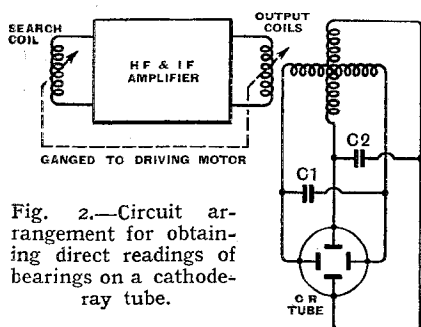 SEARCH
COIL
HF & IF
AMPLIFIER
OUTPUT
COILS
GANGED TO DRIVING MOTOR
C2
C1
CR
TUBE
Fig. 2.—Circuit ar-
rangement for obtain-
ing direct readings of
bearings on a cathode-
ray tube.